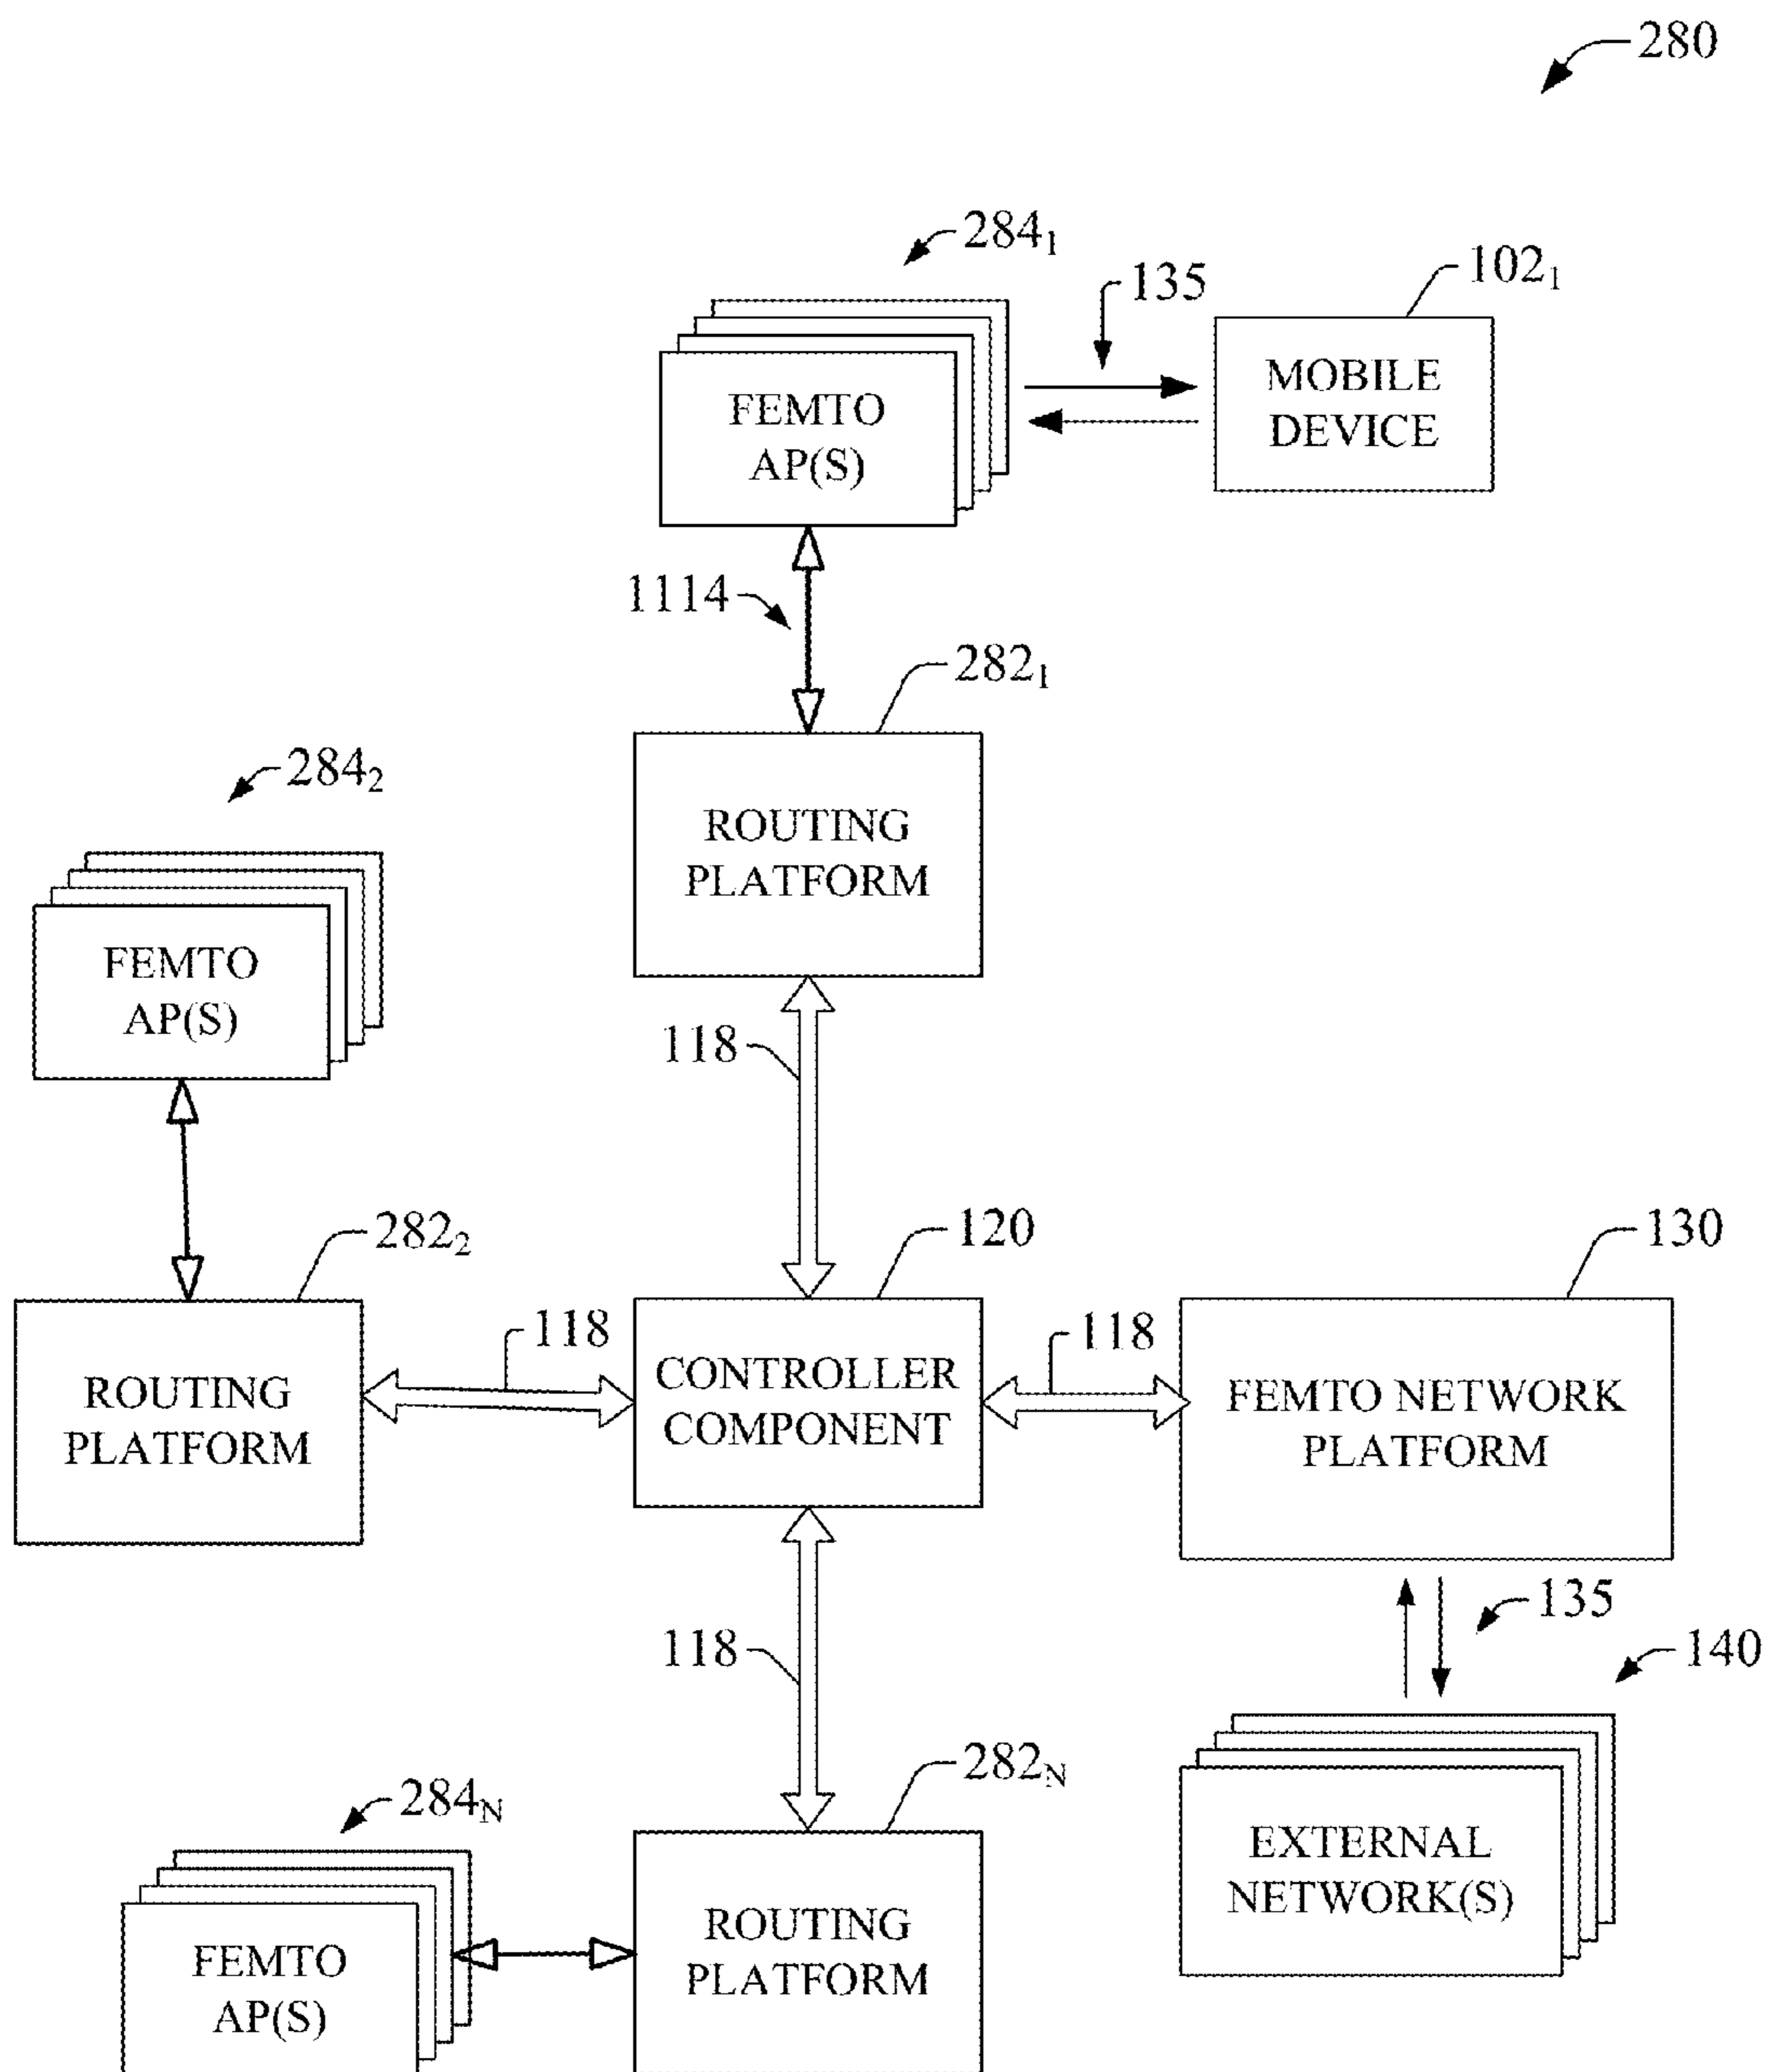 280
284₁
135
102₁
MOBILE
DEVICE
FEMTO
AP(S)
1114
282₁
ROUTING
PLATFORM
284₂
FEMTO
AP(S)
118
282₂
120
130
ROUTING
PLATFORM
118
CONTROLLER
COMPONENT
118
FEMTO NETWORK
PLATFORM
135
140
118
282N
284N
EXTERNAL
NETWORK(S)
ROUTING
PLATFORM
FEMTO
AP(S)